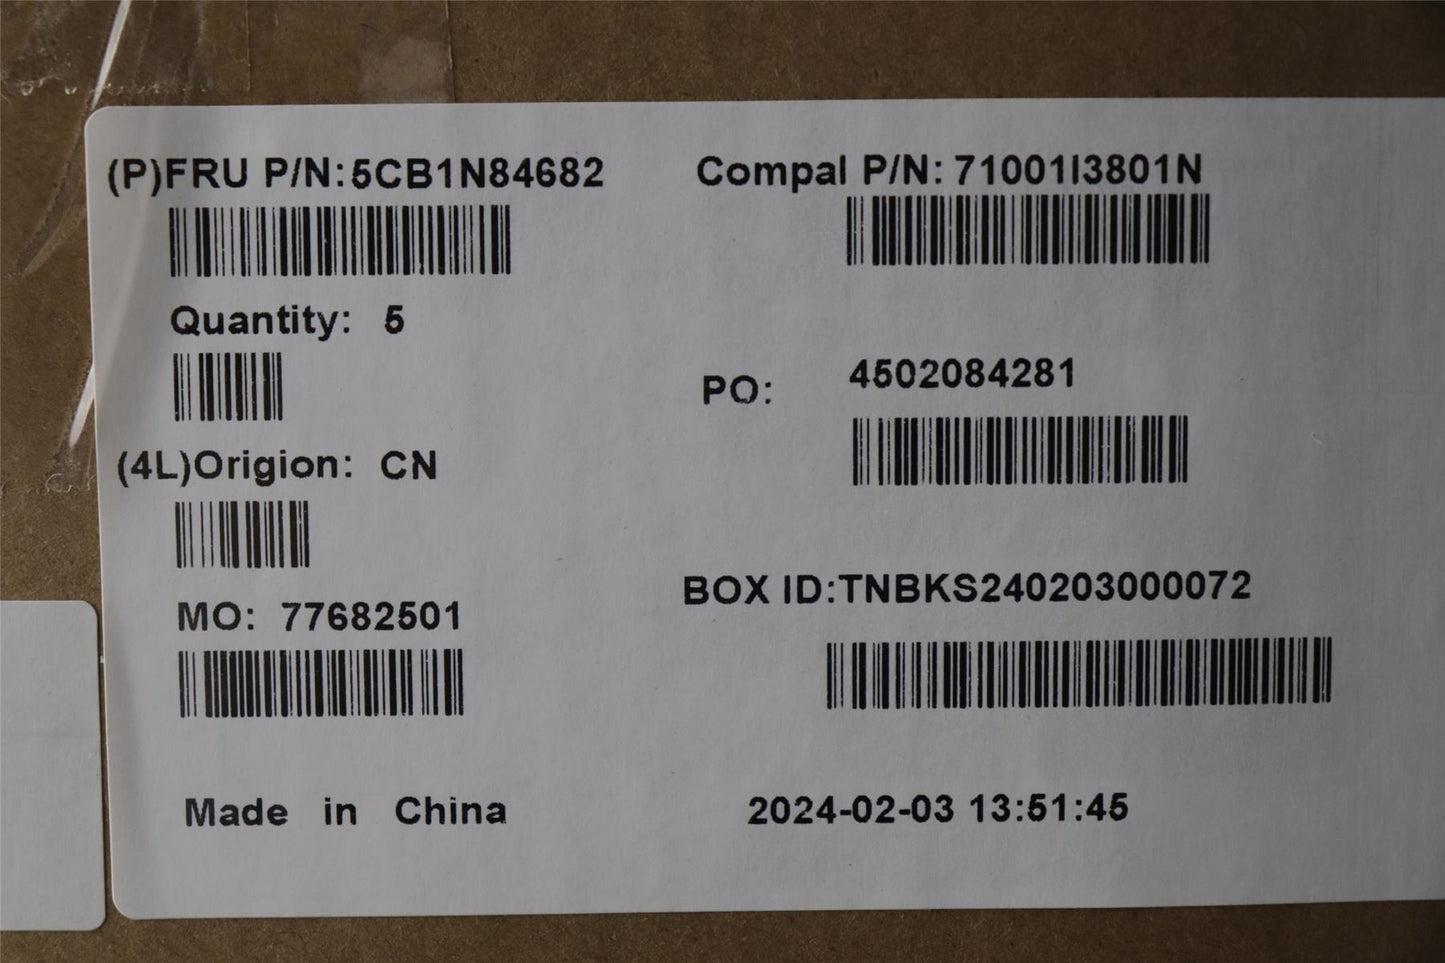 (P)FRU P/N:5CB1N84682
Compal P/N: 71001I3801N
Quantity: 5
PO: 4502084281
(4L)Origion: CN
BOX ID:TNBKS240203000072
MO: 77682501
Made in China
2024-02-03 13:51:45